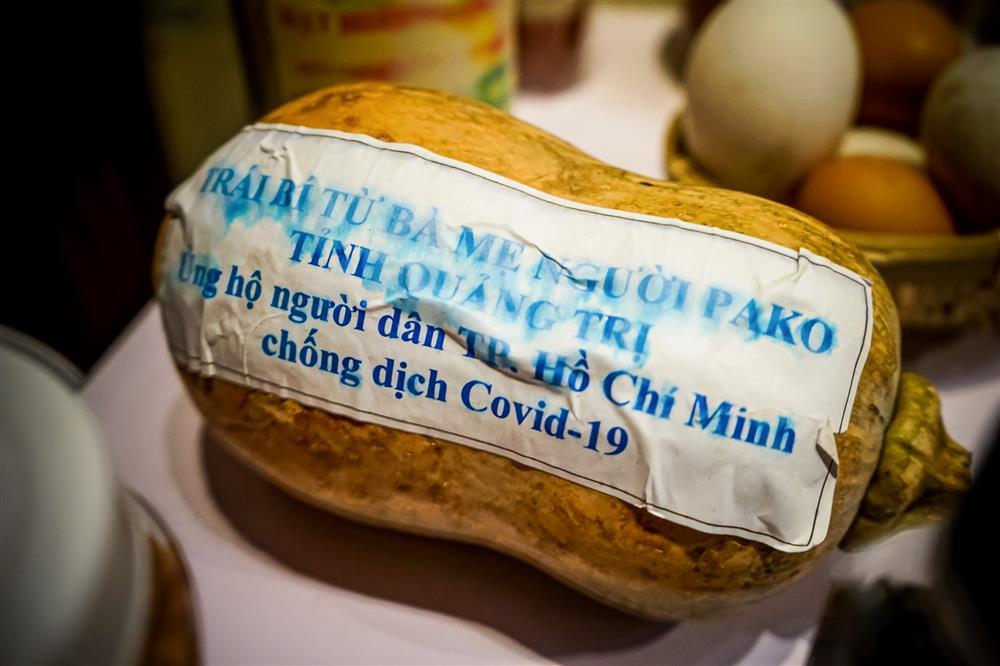 TRÁI BÍ TỪ BÀ MẸ NGƯỜI PAKO
TỈNH QUẢNG TRỊ
Ủng hộ người dân TP. Hồ Chí Minh
chống dịch Covid-19